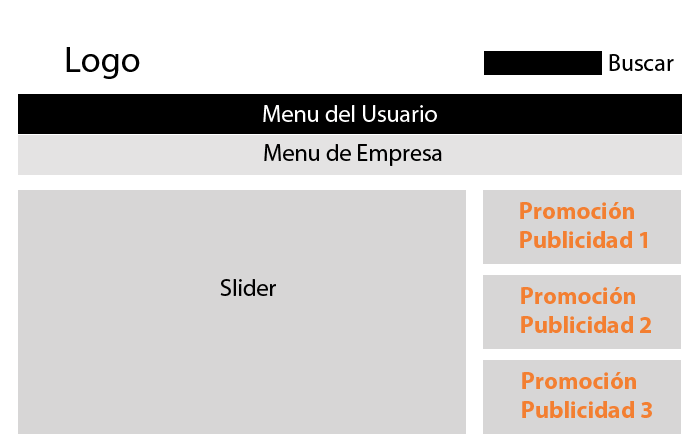 Logo
Buscar
Menu del Usuario
Menu de Empresa
Slider
Promoción
Publicidad 1
Promoción
Publicidad 2
Promoción
Publicidad 3